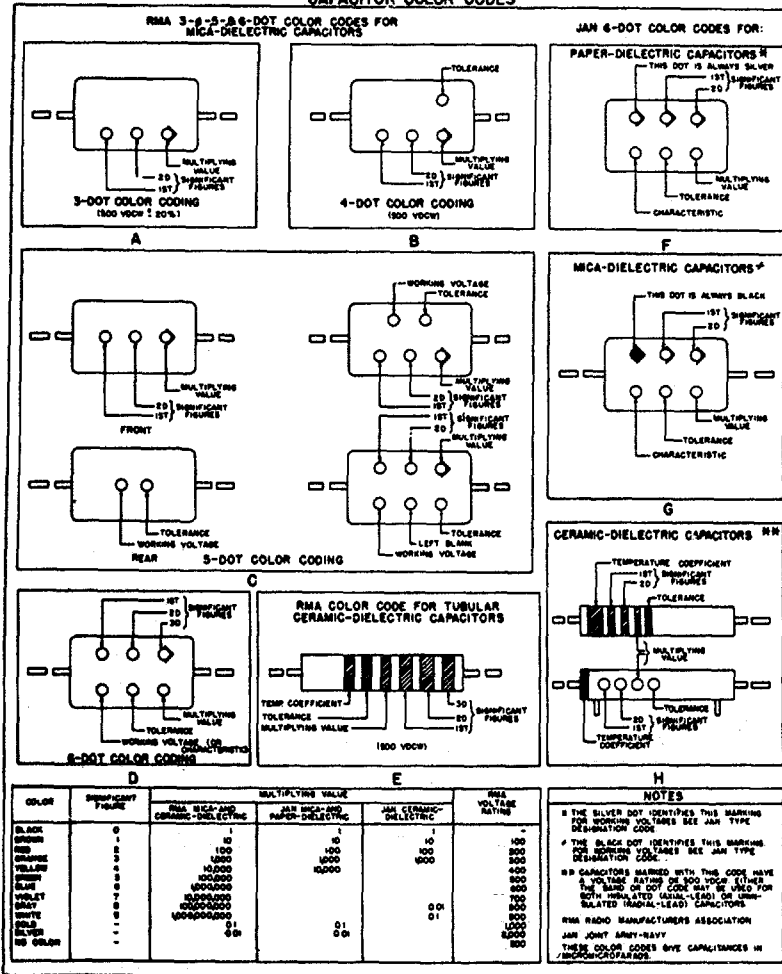 CAPACITOR COLOR CODES
RMA 3-4-5-&6-DOT COLOR CODES FOR
MICA-DIELECTRIC CAPACITORS
TOLERANCE
MULTIPLYING
VALUE
2D
1ST
SIGNIFICANT
FIGURES
3-DOT COLOR CODING
(500 VDCW ± 20%)
A
MULTIPLYING
VALUE
2D
1ST
SIGNIFICANT
FIGURES
4-DOT COLOR CODING
(500 VDCW)
B
JAN 6-DOT COLOR CODES FOR:
PAPER-DIELECTRIC CAPACITORS*
THIS DOT IS ALWAYS SILVER
1ST
2D
SIGNIFICANT
FIGURES
MULTIPLYING
VALUE
TOLERANCE
CHARACTERISTIC
F
WORKING VOLTAGE
TOLERANCE
MULTIPLYING
VALUE
2D
1ST
SIGNIFICANT
FIGURES
FRONT
MULTIPLYING
VALUE
2D
1ST
SIGNIFICANT
FIGURES
1ST
2D
SIGNIFICANT
FIGURES
MULTIPLYING
VALUE
TOLERANCE
WORKING VOLTAGE
REAR
TOLERANCE
LEFT BLANK
WORKING VOLTAGE
5-DOT COLOR CODING
C
MICA-DIELECTRIC CAPACITORS≠
THIS DOT IS ALWAYS BLACK
1ST
2D
SIGNIFICANT
FIGURES
MULTIPLYING
VALUE
TOLERANCE
CHARACTERISTIC
G
1ST
2D
3D
SIGNIFICANT
FIGURES
MULTIPLYING
VALUE
TOLERANCE
WORKING VOLTAGE (OR
CHARACTERISTIC)
6-DOT COLOR CODING
D
RMA COLOR CODE FOR TUBULAR
CERAMIC-DIELECTRIC CAPACITORS
TEMP. COEFFICIENT
TOLERANCE
MULTIPLYING VALUE
3D
2D
1ST
SIGNIFICANT
FIGURES
(500 VDCW)
E
CERAMIC-DIELECTRIC CAPACITORS **
TEMPERATURE COEFFICIENT
1ST
2D
SIGNIFICANT
FIGURES
TOLERANCE
MULTIPLYING
VALUE
TOLERANCE
2D
1ST
SIGNIFICANT
FIGURES
TEMPERATURE
COEFFICIENT
H
COLOR SIGNIFICANT FIGURE MULTIPLYING VALUE RMA VOLTAGE RATING
RMA MICA-AND CERAMIC-DIELECTRIC JAN MICA-AND PAPER-DIELECTRIC JAN CERAMIC-DIELECTRIC
BLACK 0 1 1 1 -
BROWN 1 10 10 10 100
RED 2 100 100 100 200
ORANGE 3 1,000 1,000 1,000 300
YELLOW 4 10,000 10,000 400
GREEN 5 100,000 500
BLUE 6 1,000,000 600
VIOLET 7 10,000,000 700
GRAY 8 100,000,000 0.01 800
WHITE 9 1,000,000,000 0.1 900
GOLD - 0.1 0.1 1,000
SILVER - 0.01 0.01 2,000
NO COLOR - 500
NOTES
* THE SILVER DOT IDENTIFIES THIS MARKING
FOR WORKING VOLTAGES SEE JAN TYPE
DESIGNATION CODE
≠ THE BLACK DOT IDENTIFIES THIS MARKING
FOR WORKING VOLTAGES SEE JAN TYPE
DESIGNATION CODE.
** CAPACITORS MARKED WITH THIS CODE HAVE
A VOLTAGE RATING OF 500 VDCW. EITHER
THE BAND OR DOT CODE MAY BE USED FOR
BOTH INSULATED (AXIAL-LEAD) OR UNIN-
SULATED (RADIAL-LEAD) CAPACITORS
RMA RADIO MANUFACTURERS ASSOCIATION
JAN JOINT ARMY-NAVY
THESE COLOR CODES GIVE CAPACITANCES IN
MICROMICROFARADS.